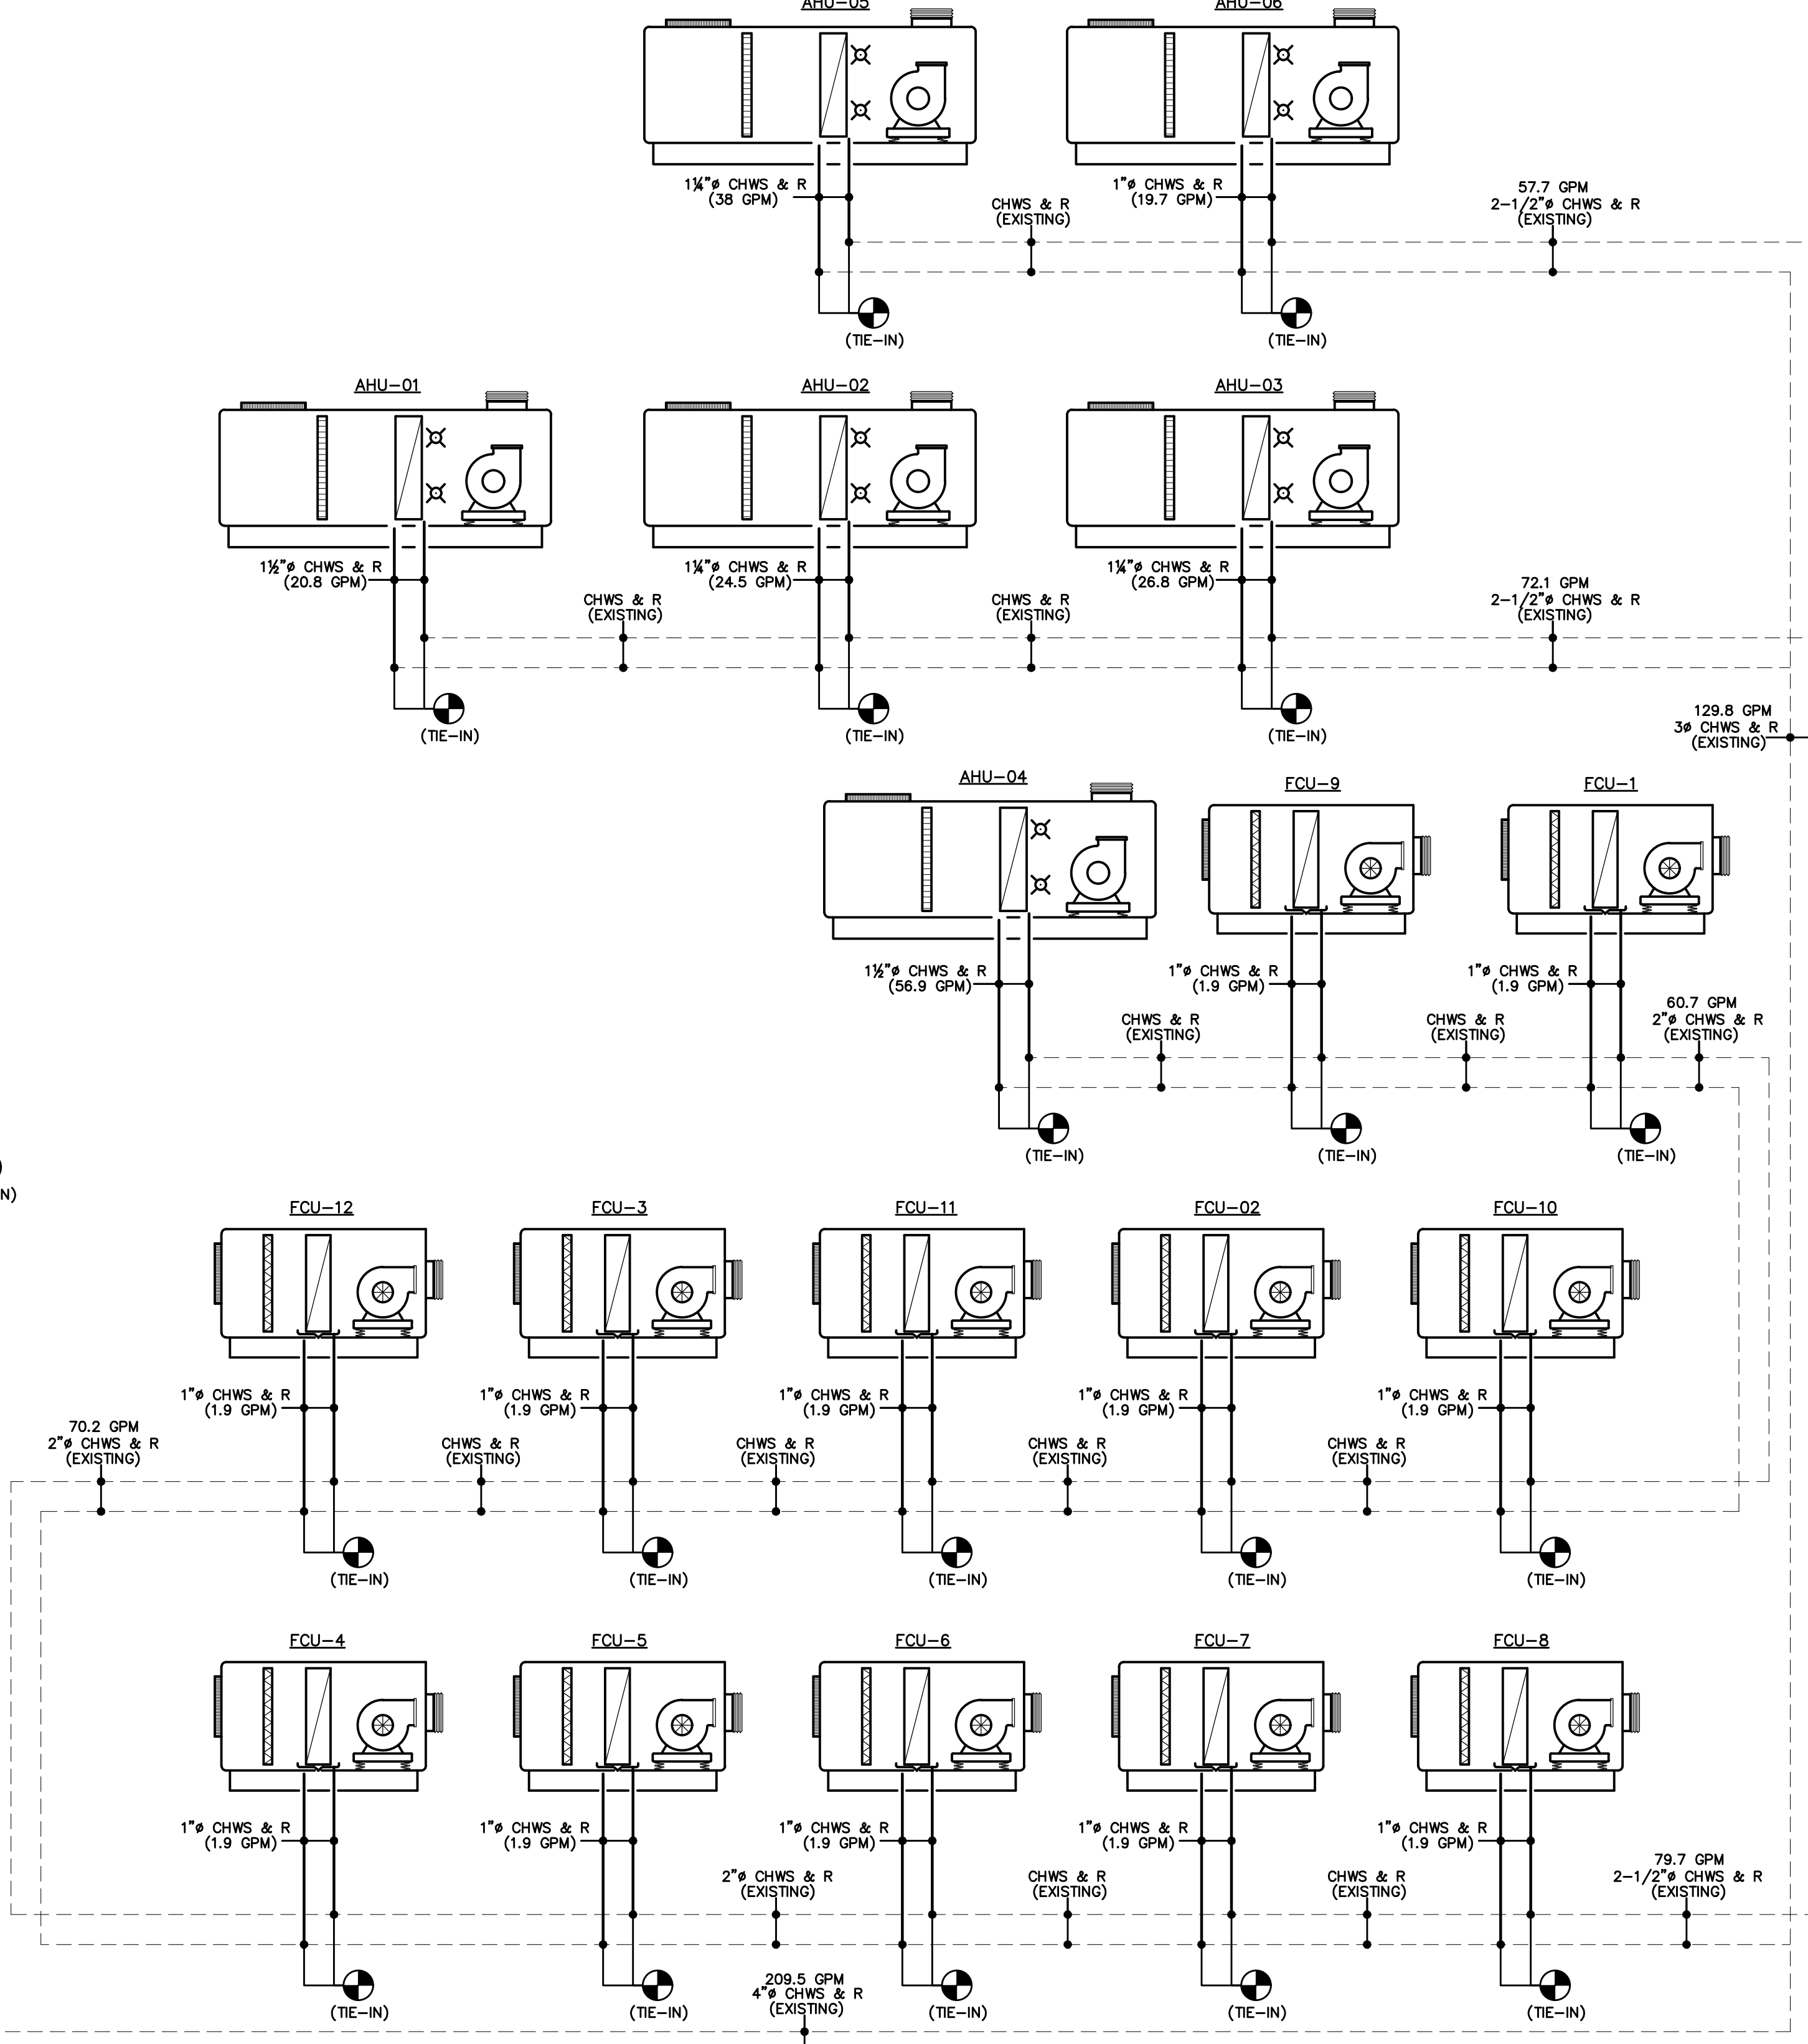 AHU-05
AHU-06
1¼"ø CHWS & R
(38 GPM)
CHWS & R
(EXISTING)
1"ø CHWS & R
(19.7 GPM)
57.7 GPM
2-1/2"ø CHWS & R
(EXISTING)
(TIE-IN)
(TIE-IN)
AHU-01
AHU-02
AHU-03
1½"ø CHWS & R
(20.8 GPM)
CHWS & R
(EXISTING)
1¼"ø CHWS & R
(24.5 GPM)
CHWS & R
(EXISTING)
1¼"ø CHWS & R
(26.8 GPM)
72.1 GPM
2-1/2"ø CHWS & R
(EXISTING)
(TIE-IN)
(TIE-IN)
(TIE-IN)
129.8 GPM
3ø CHWS & R
(EXISTING)
AHU-04
FCU-9
FCU-1
1½"ø CHWS & R
(56.9 GPM)
CHWS & R
(EXISTING)
1"ø CHWS & R
(1.9 GPM)
CHWS & R
(EXISTING)
1"ø CHWS & R
(1.9 GPM)
60.7 GPM
2"ø CHWS & R
(EXISTING)
(TIE-IN)
(TIE-IN)
(TIE-IN)
N)
FCU-12
FCU-3
FCU-11
FCU-02
FCU-10
70.2 GPM
2"ø CHWS & R
(EXISTING)
1"ø CHWS & R
(1.9 GPM)
CHWS & R
(EXISTING)
1"ø CHWS & R
(1.9 GPM)
CHWS & R
(EXISTING)
1"ø CHWS & R
(1.9 GPM)
CHWS & R
(EXISTING)
1"ø CHWS & R
(1.9 GPM)
CHWS & R
(EXISTING)
1"ø CHWS & R
(1.9 GPM)
(TIE-IN)
(TIE-IN)
(TIE-IN)
(TIE-IN)
(TIE-IN)
FCU-4
FCU-5
FCU-6
FCU-7
FCU-8
1"ø CHWS & R
(1.9 GPM)
1"ø CHWS & R
(1.9 GPM)
2"ø CHWS & R
(EXISTING)
1"ø CHWS & R
(1.9 GPM)
CHWS & R
(EXISTING)
1"ø CHWS & R
(1.9 GPM)
CHWS & R
(EXISTING)
1"ø CHWS & R
(1.9 GPM)
79.7 GPM
2-1/2"ø CHWS & R
(EXISTING)
(TIE-IN)
(TIE-IN)
209.5 GPM
4"ø CHWS & R
(EXISTING)
(TIE-IN)
(TIE-IN)
(TIE-IN)